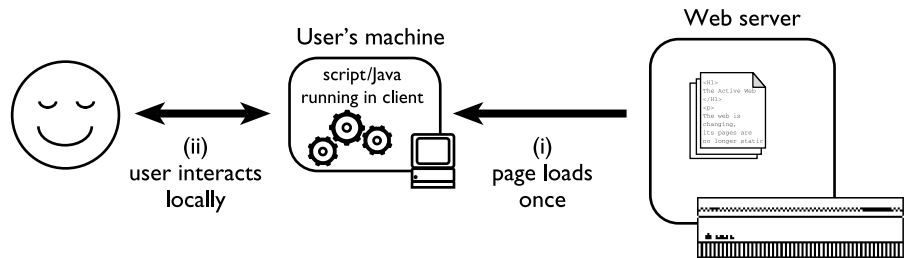 Web server
User's machine
script/Java
running in client
<H1>
The Active Web
</H1>
<p>
The web is
changing,
its pages are
no longer static
(ii)
user interacts
locally
(i)
page loads
once